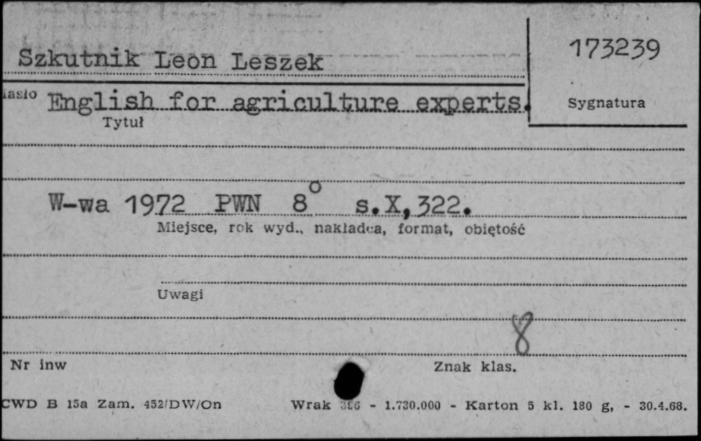 Szkutnik Leon Leszek
173239
Sygnatura
asło English for agriculture experts.
Tytuł
W-wa 1972 PWN 8° s.X,322.
Miejsce, rok wyd., nakładca, format, objętość
Uwagi
8
Nr inw
Znak klas.
CWD B 15a Zam. 452/DW/On Wrak - 1.730.000 - Karton 5 kl. 180 g, - 30.4.68.